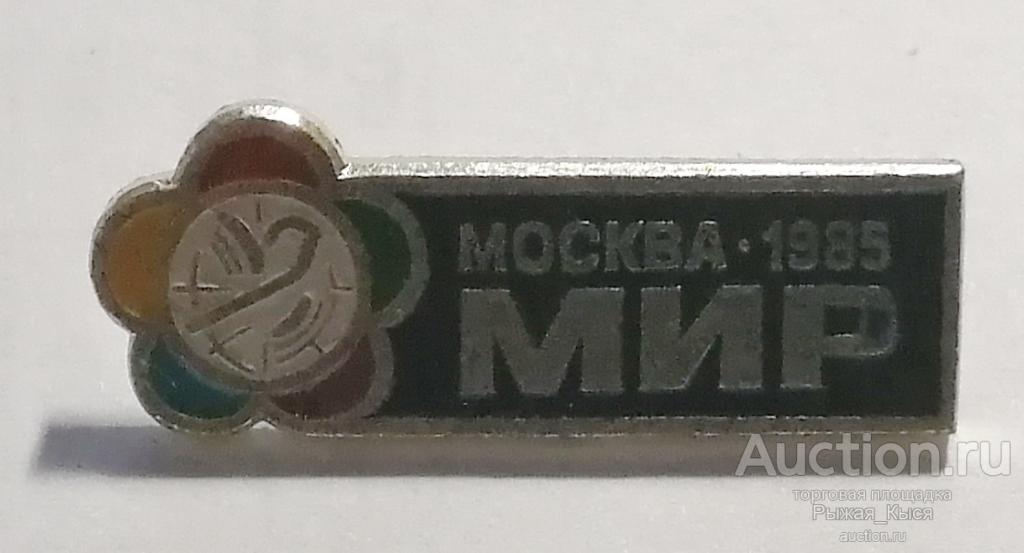 МОСКВА · 1985
МИР
Auction.ru
торговая площадка
Рыжая_Кыся
auction.ru